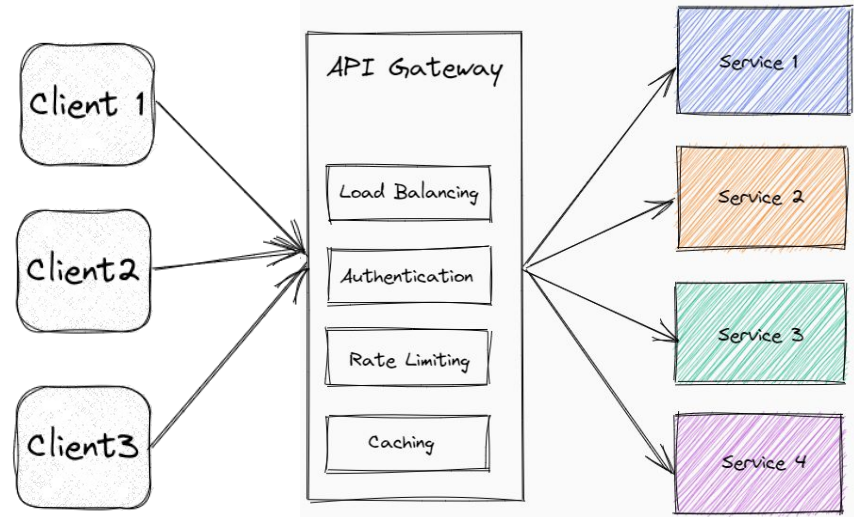 Client 1
Client2
Client3
API Gateway
Load Balancing
Authentication
Rate Limiting
Caching
Service 1
Service 2
Service 3
Service 4